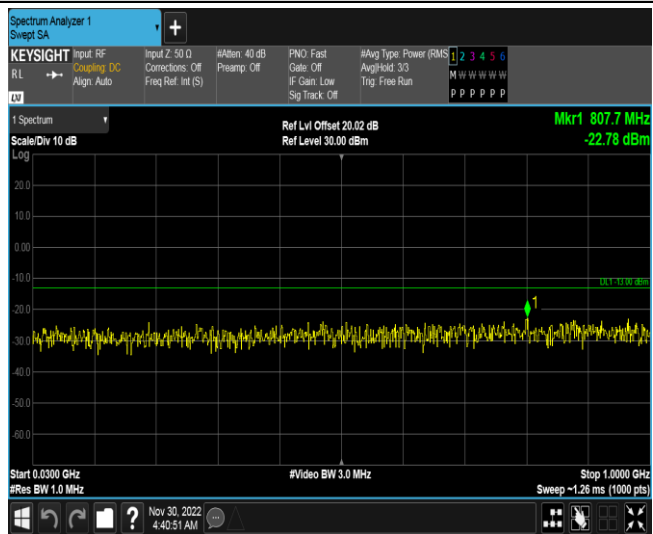 Spectrum Analyzer 1
Swept SA
+
KEYSIGHT
RL
LXI
Input: RF
Coupling: DC
Align: Auto
Input Z: 50 Ω
Corrections: Off
Freq Ref: Int (S)
#Atten: 40 dB
Preamp: Off
PNO: Fast
Gate: Off
IF Gain: Low
Sig Track: Off
#Avg Type: Power (RMS
Avg|Hold: 3/3
Trig: Free Run
1 2 3 4 5 6
M W W W W W
P P P P P P
1 Spectrum
Scale/Div 10 dB
Log
Ref Lvl Offset 20.02 dB
Ref Level 30.00 dBm
Mkr1 807.7 MHz
-22.78 dBm
20.0
10.0
0.00
-10.0
DL1 -13.00 dBm
-20.0
1
-30.0
-40.0
-50.0
-60.0
Start 0.0300 GHz
#Res BW 1.0 MHz
#Video BW 3.0 MHz
Stop 1.0000 GHz
Sweep ~1.26 ms (1000 pts)
?
Nov 30, 2022
4:40:51 AM